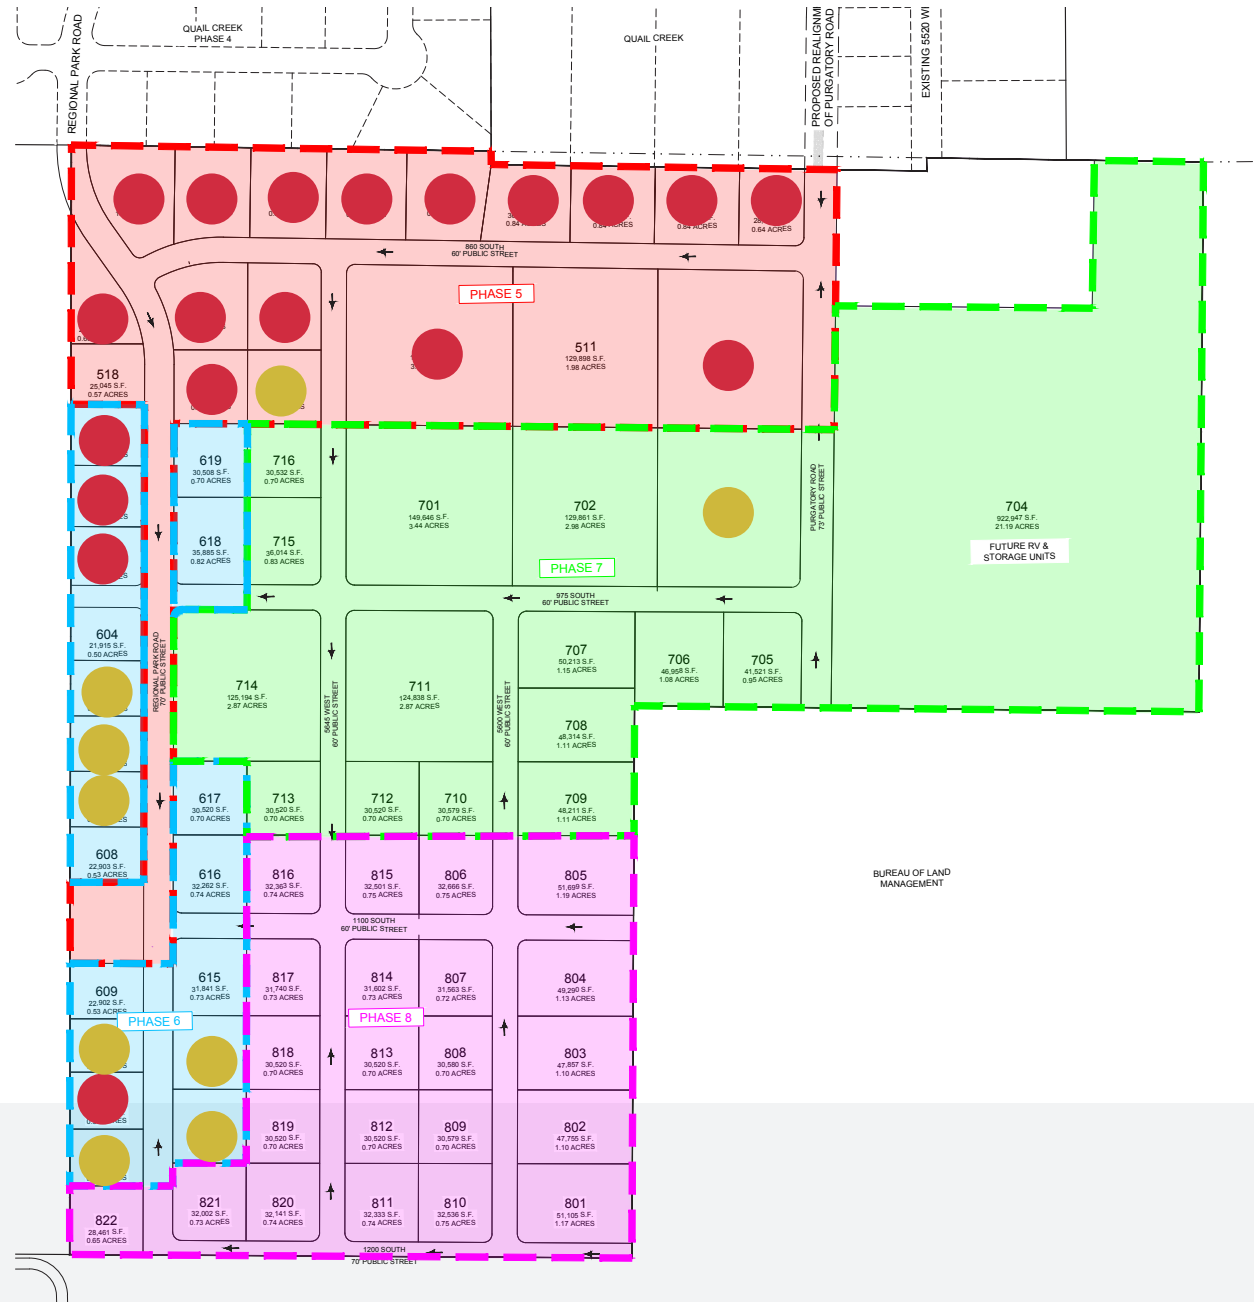 QUAIL CREEK
PHASE 4
QUAIL CREEK
REGIONAL PARK ROAD
PROPOSED REALIGNM
OF PURGATORY ROAD
EXISTING 5520 W
0.84 ACRES
0.84 ACRES
0.84 ACRES
0.64 ACRES
860 SOUTH
60' PUBLIC STREET
PHASE 5
511
129,898 S.F.
1.98 ACRES
518
25,045 S.F.
0.57 ACRES
619
30,508 S.F.
0.70 ACRES
716
30,532 S.F.
0.70 ACRES
701
149,646 S.F.
3.44 ACRES
702
129,861 S.F.
2.98 ACRES
PURGATORY ROAD
73' PUBLIC STREET
704
922,947 S.F.
21.19 ACRES
FUTURE RV &
STORAGE UNITS
618
35,885 S.F.
0.82 ACRES
715
36,014 S.F.
0.83 ACRES
PHASE 7
975 SOUTH
60' PUBLIC STREET
604
21,915 S.F.
0.50 ACRES
REGIONAL PARK ROAD
70' PUBLIC STREET
714
125,194 S.F.
2.87 ACRES
5645 WEST
60' PUBLIC STREET
711
124,838 S.F.
2.87 ACRES
5600 WEST
60' PUBLIC STREET
707
50,213 S.F.
1.15 ACRES
706
46,958 S.F.
1.08 ACRES
705
41,521 S.F.
0.95 ACRES
708
48,314 S.F.
1.11 ACRES
617
30,520 S.F.
0.70 ACRES
713
30,520 S.F.
0.70 ACRES
712
30,520 S.F.
0.70 ACRES
710
30,579 S.F.
0.70 ACRES
709
48,211 S.F.
1.11 ACRES
608
22,903 S.F.
0.53 ACRES
616
32,262 S.F.
0.74 ACRES
816
32,363 S.F.
0.74 ACRES
815
32,501 S.F.
0.75 ACRES
806
32,666 S.F.
0.75 ACRES
805
51,699 S.F.
1.19 ACRES
BUREAU OF LAND
MANAGEMENT
1100 SOUTH
60' PUBLIC STREET
609
22,902 S.F.
0.53 ACRES
615
31,841 S.F.
0.73 ACRES
817
31,740 S.F.
0.73 ACRES
814
31,602 S.F.
0.73 ACRES
807
31,563 S.F.
0.72 ACRES
804
49,290 S.F.
1.13 ACRES
PHASE 6
PHASE 8
818
30,520 S.F.
0.70 ACRES
813
30,520 S.F.
0.70 ACRES
808
30,580 S.F.
0.70 ACRES
803
47,857 S.F.
1.10 ACRES
819
30,520 S.F.
0.70 ACRES
812
30,520 S.F.
0.70 ACRES
809
30,579 S.F.
0.70 ACRES
802
47,755 S.F.
1.10 ACRES
822
28,461 S.F.
0.65 ACRES
821
32,002 S.F.
0.73 ACRES
820
32,141 S.F.
0.74 ACRES
811
32,333 S.F.
0.74 ACRES
810
32,536 S.F.
0.75 ACRES
801
51,105 S.F.
1.17 ACRES
1200 SOUTH
70' PUBLIC STREET